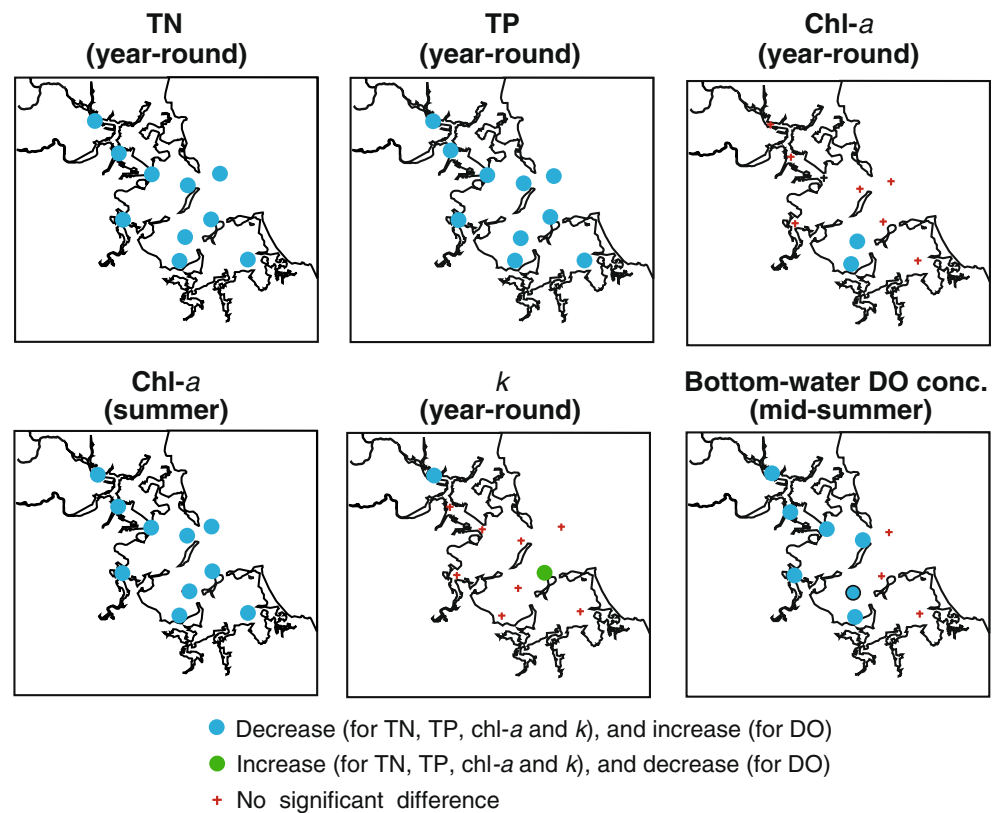 TN
(year-round)
TP
(year-round)
Chl-a
(year-round)
Chl-a
(summer)
k
(year-round)
Bottom-water DO conc.
(mid-summer)
Decrease (for TN, TP, chl-a and k), and increase (for DO)
Increase (for TN, TP, chl-a and k), and decrease (for DO)
No significant difference